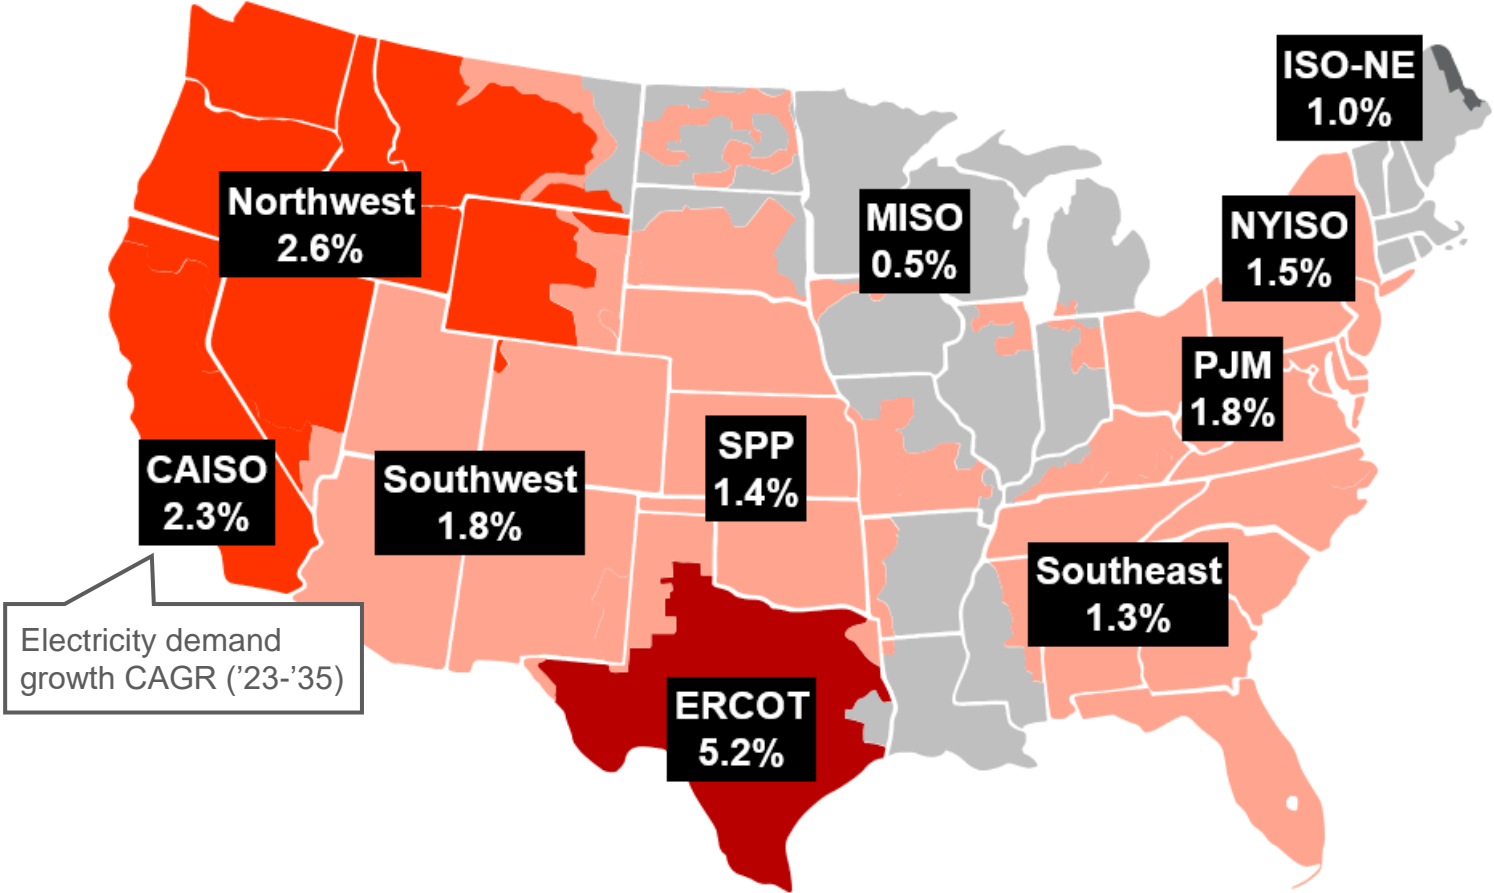 ISO-NE
1.0%
Northwest
2.6%
MISO
0.5%
NYISO
1.5%
PJM
1.8%
CAISO
2.3%
Southwest
1.8%
SPP
1.4%
Southeast
1.3%
Electricity demand
growth CAGR (’23-’35)
ERCOT
5.2%